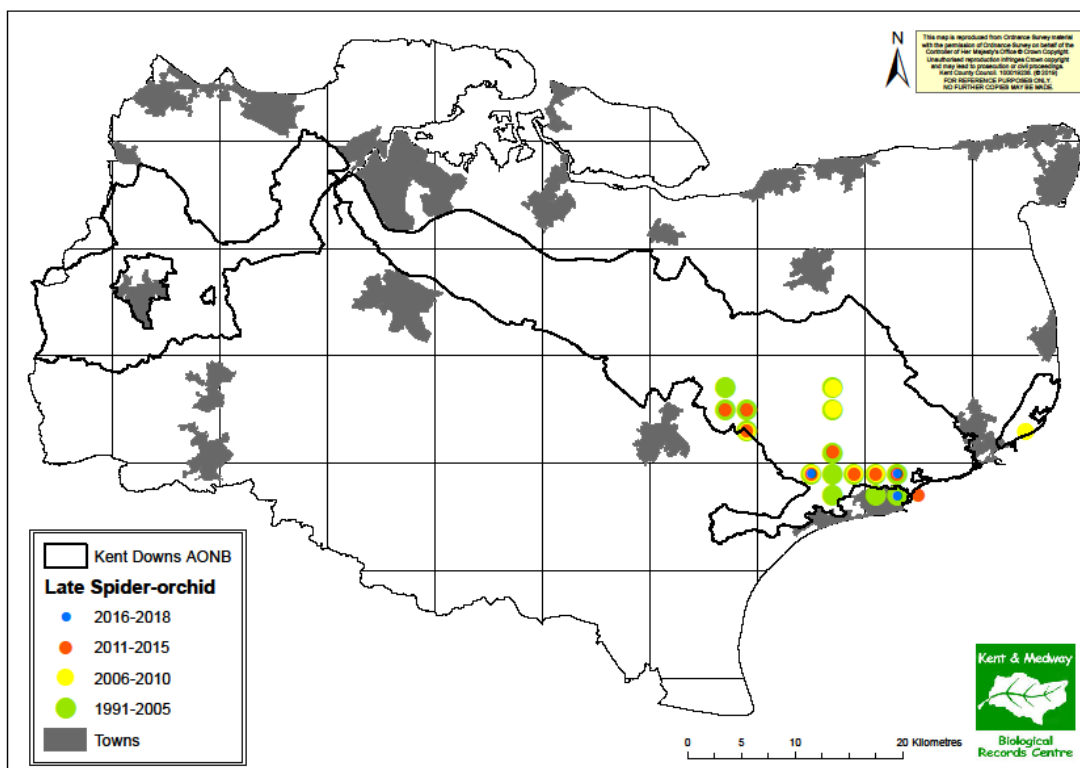 N
This map is reproduced from Ordnance Survey material
with the permission of Ordnance Survey on behalf of the
Controller of Her Majesty's Office © Crown Copyright.
Unauthorised reproduction infringes Crown copyright
and may lead to prosecution or civil proceedings.
Kent County Council. 100019238. (© 2019)
FOR REFERENCE PURPOSES ONLY.
NO FURTHER COPIES MAY BE MADE.
Kent Downs AONB
Late Spider-orchid
2016-2018
2011-2015
2006-2010
1991-2005
Towns
0 5 10 20 Kilometres
Kent & Medway
Biological
Records Centre